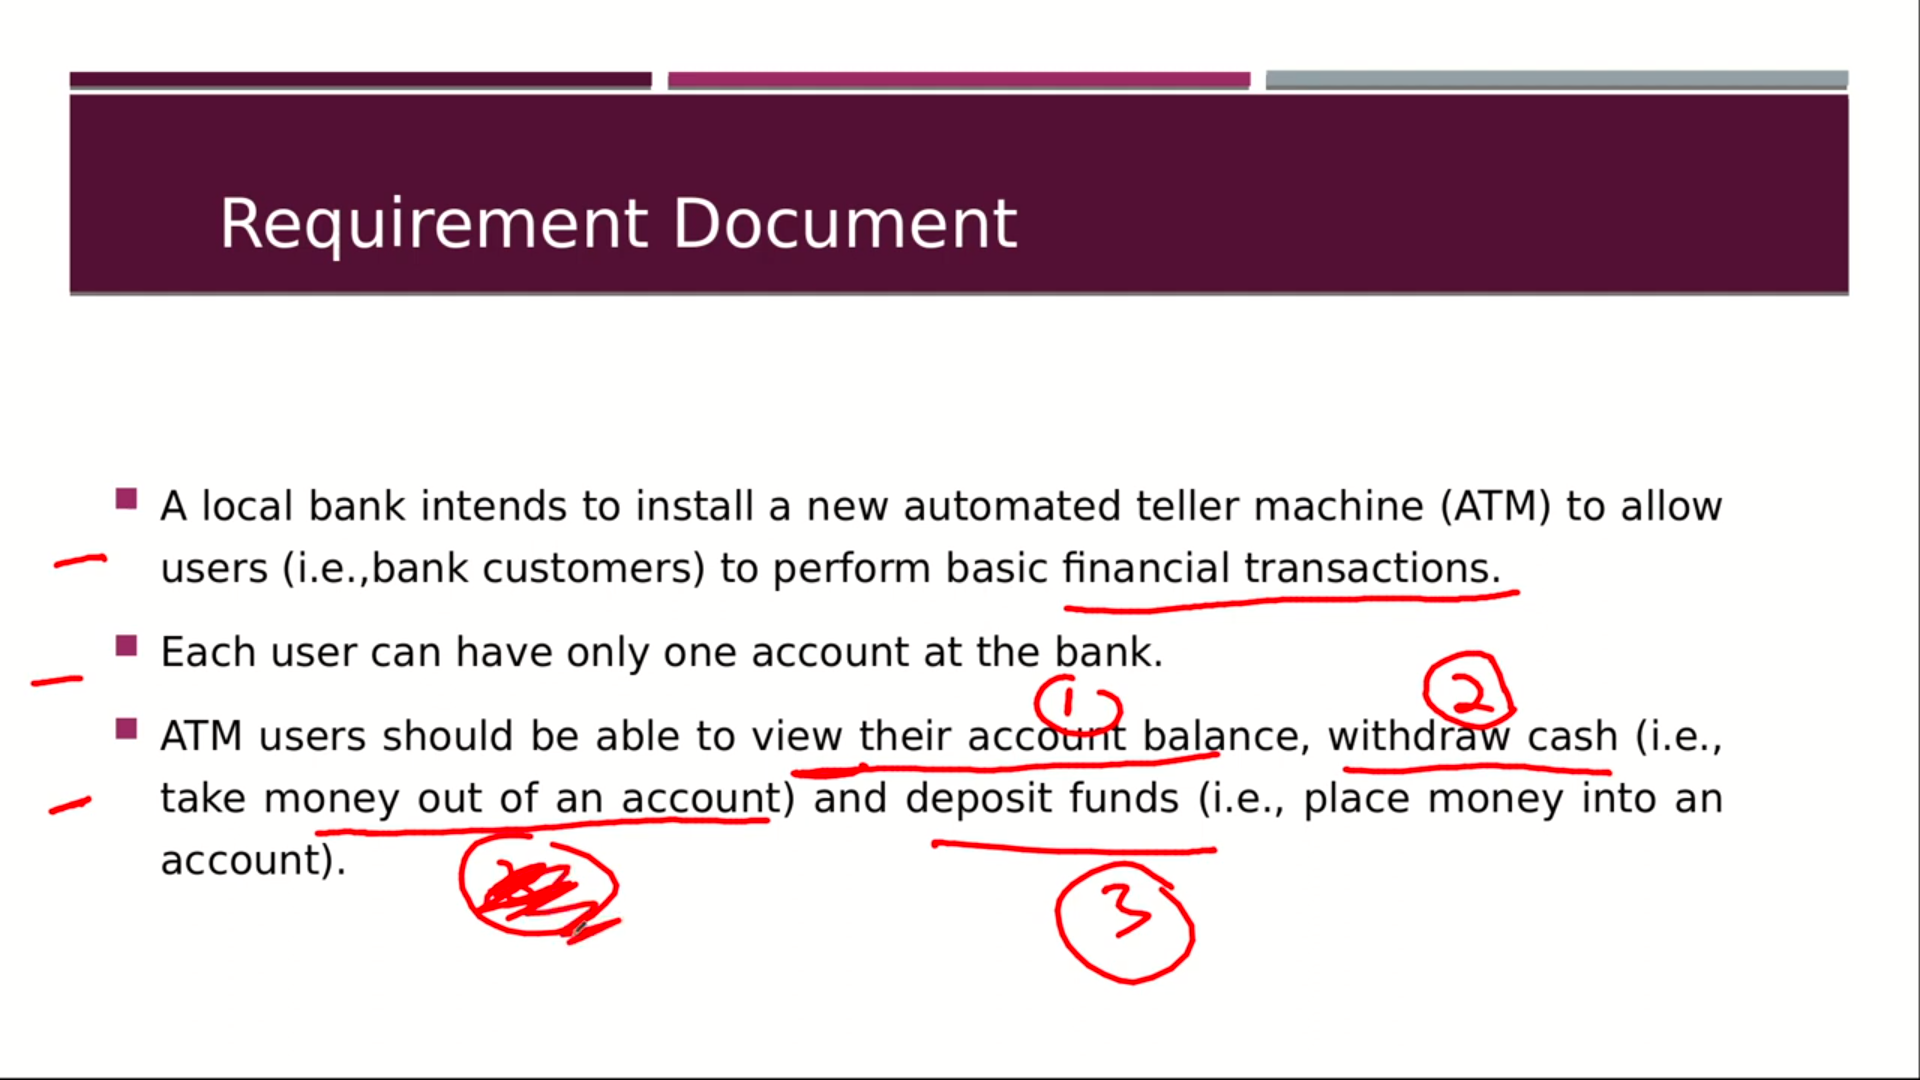 Requirement Document
A local bank intends to install a new automated teller machine (ATM) to allow
users (i.e.,bank customers) to perform basic financial transactions.
Each user can have only one account at the bank.
1
2
ATM users should be able to view their account balance, withdraw cash (i.e.,
take money out of an account) and deposit funds (i.e., place money into an
account).
3